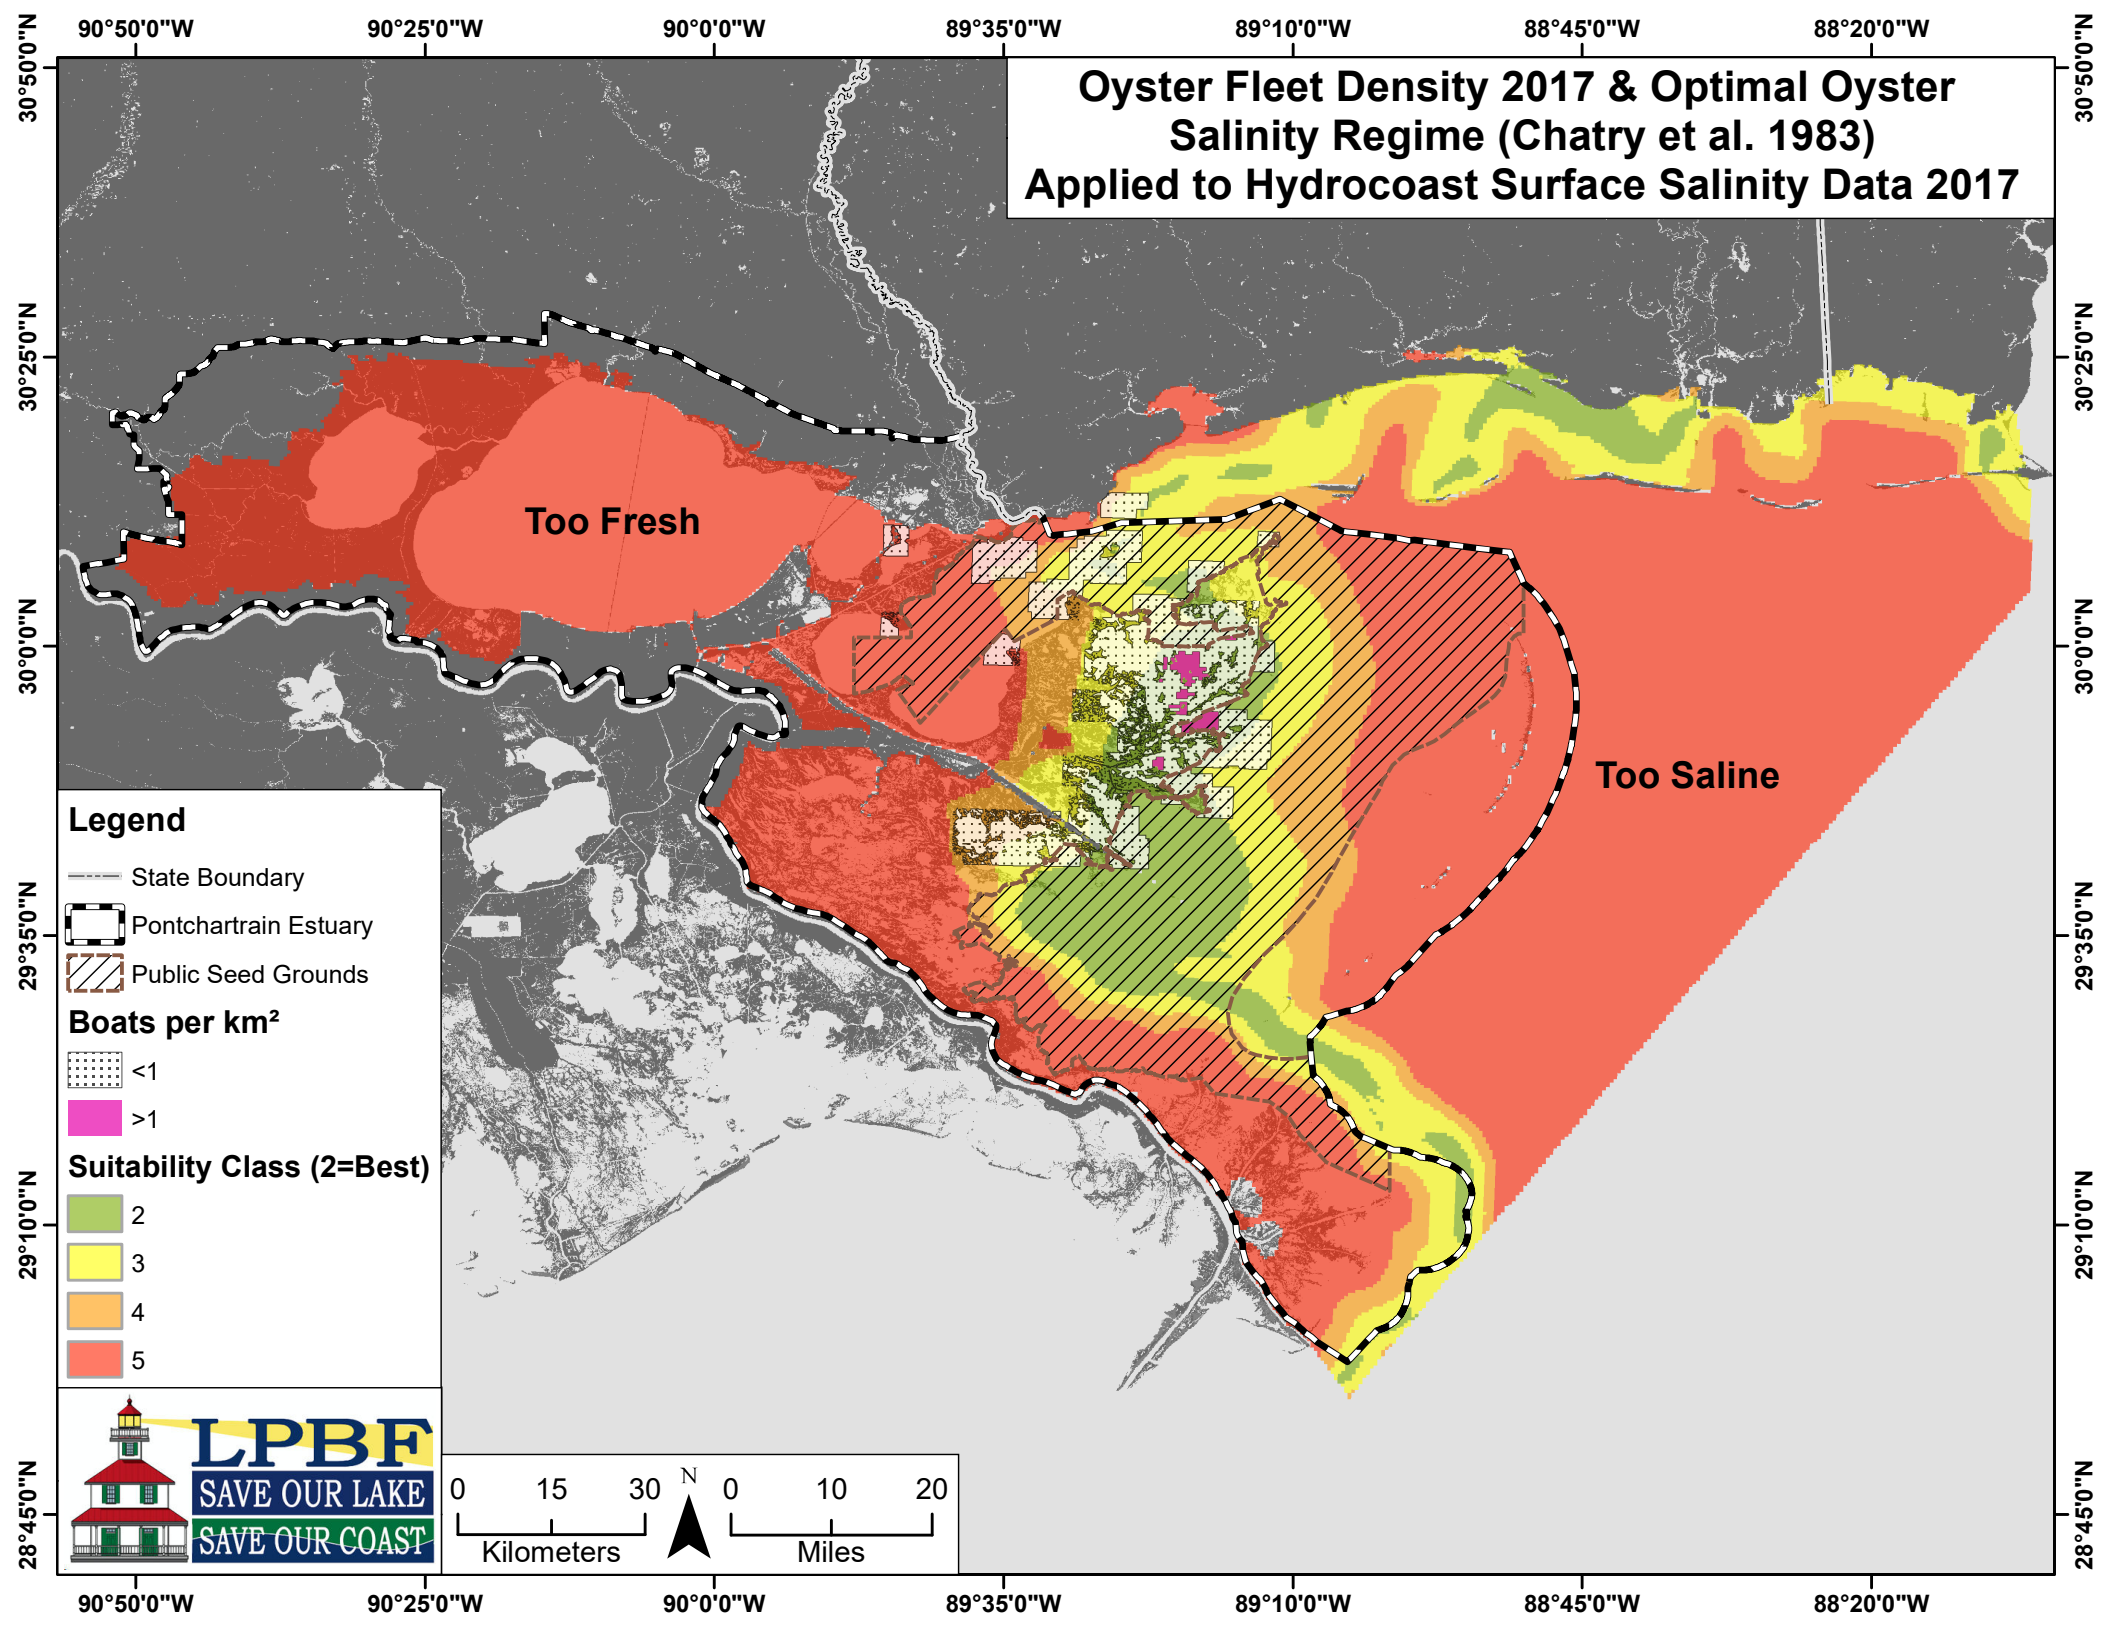 90°50'0"W 90°25'0"W 90°0'0"W 89°35'0"W 89°10'0"W 88°45'0"W 88°20'0"W
30°50'0"N 30°50'0"N
Oyster Fleet Density 2017 & Optimal Oyster
Salinity Regime (Chatry et al. 1983)
Applied to Hydrocoast Surface Salinity Data 2017
30°25'0"N 30°25'0"N
Too Fresh
30°0'0"N 30°0'0"N
Too Saline
Legend
State Boundary
Pontchartrain Estuary
29°35'0"N 29°35'0"N
Public Seed Grounds
Boats per km²
<1
>1
Suitability Class (2=Best)
2
29°10'0"N 29°10'0"N
3
4
5
LPBF
SAVE OUR LAKE
SAVE OUR COAST
0 15 30 N 0 10 20
Kilometers Miles
28°45'0"N 28°45'0"N
90°50'0"W 90°25'0"W 90°0'0"W 89°35'0"W 89°10'0"W 88°45'0"W 88°20'0"W